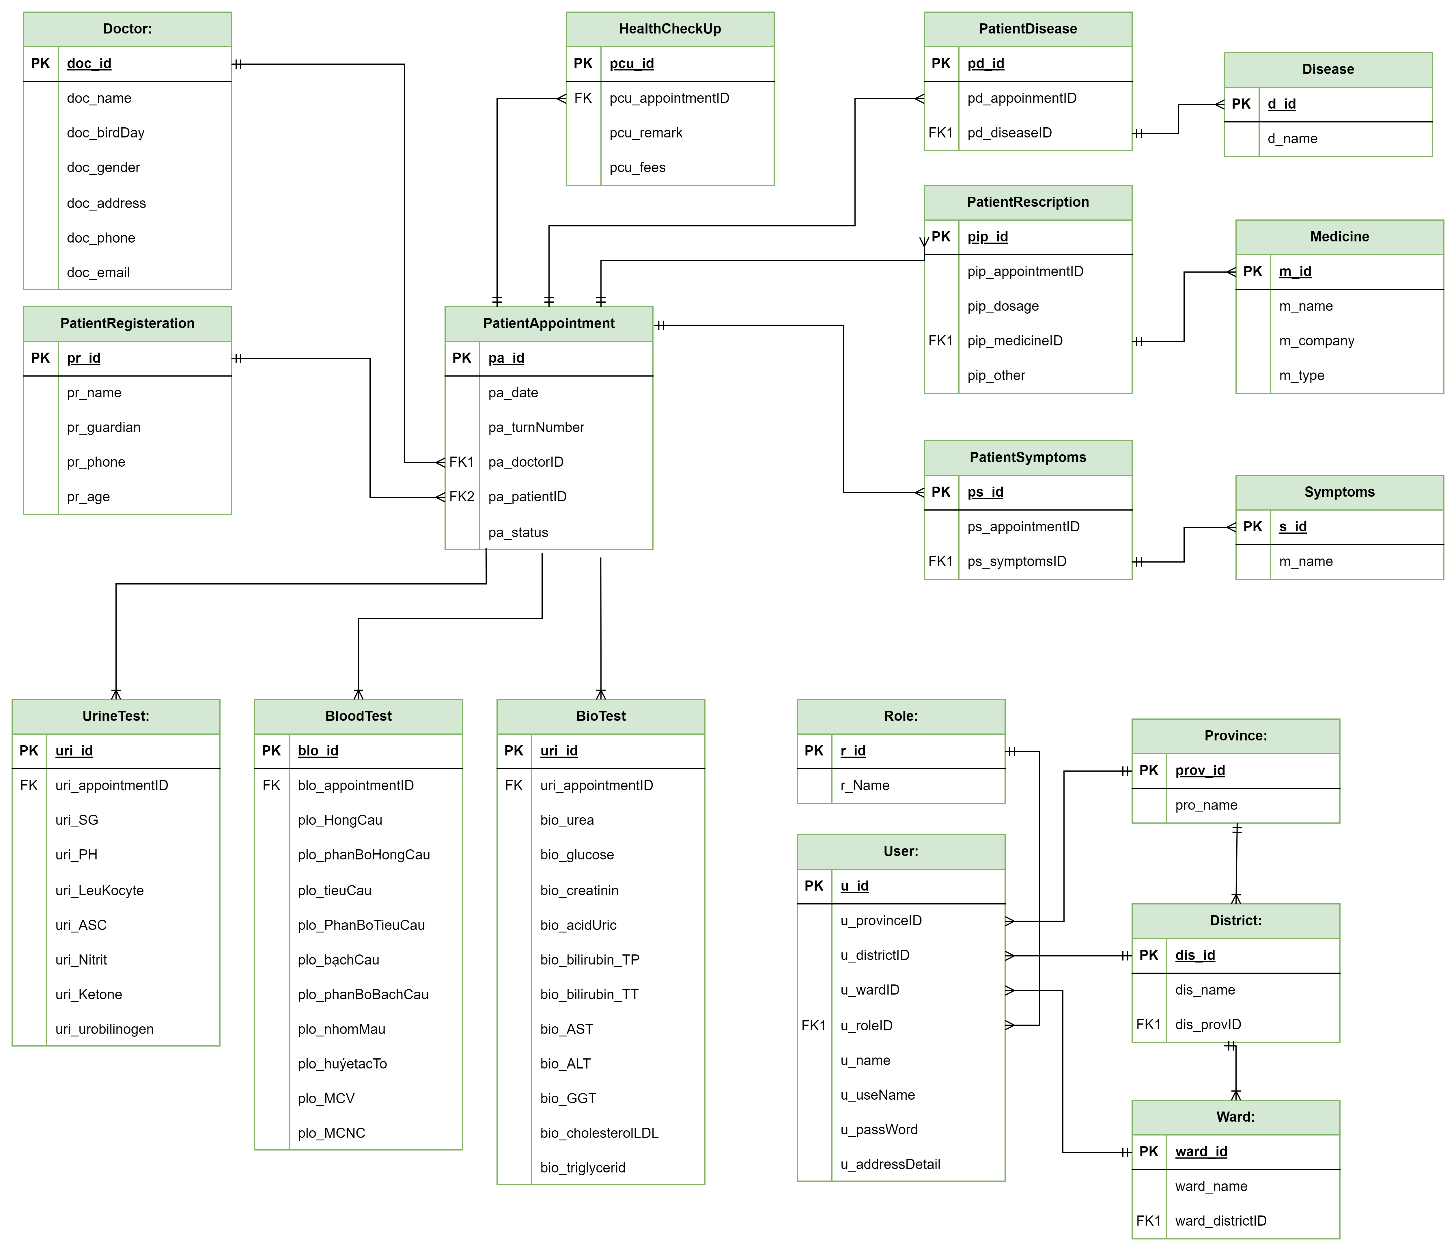 Doctor:
PK doc_id
doc_name
doc_birdDay
doc_gender
doc_address
doc_phone
doc_email
HealthCheckUp
PK pcu_id
FK pcu_appointmentID
pcu_remark
pcu_fees
PatientDisease
PK pd_id
pd_appoinmentID
FK1 pd_diseaseID
Disease
PK d_id
d_name
PatientRescription
PK pip_id
pip_appointmentID
pip_dosage
FK1 pip_medicineID
pip_other
Medicine
PK m_id
m_name
m_company
m_type
PatientRegisteration
PK pr_id
pr_name
pr_guardian
pr_phone
pr_age
PatientAppointment
PK pa_id
pa_date
pa_turnNumber
FK1 pa_doctorID
FK2 pa_patientID
pa_status
PatientSymptoms
PK ps_id
ps_appointmentID
FK1 ps_symptomsID
Symptoms
PK s_id
m_name
UrineTest:
PK uri_id
FK uri_appointmentID
uri_SG
uri_PH
uri_LeuKocyte
uri_ASC
uri_Nitrit
uri_Ketone
uri_urobilinogen
BloodTest
PK blo_id
FK blo_appointmentID
plo_HongCau
plo_phanBoHongCau
plo_tieuCau
plo_PhanBoTieuCau
plo_bạchCau
plo_phanBoBachCau
plo_nhomMau
plo_huýetacTo
plo_MCV
plo_MCNC
BioTest
PK uri_id
FK uri_appointmentID
bio_urea
bio_glucose
bio_creatinin
bio_acidUric
bio_bilirubin_TP
bio_bilirubin_TT
bio_AST
bio_ALT
bio_GGT
bio_cholesterolLDL
bio_triglycerid
Role:
PK r_id
r_Name
User:
PK u_id
u_provinceID
u_districtID
u_wardID
FK1 u_roleID
u_name
u_useName
u_passWord
u_addressDetail
Province:
PK prov_id
pro_name
District:
PK dis_id
dis_name
FK1 dis_provID
Ward:
PK ward_id
ward_name
FK1 ward_districtID